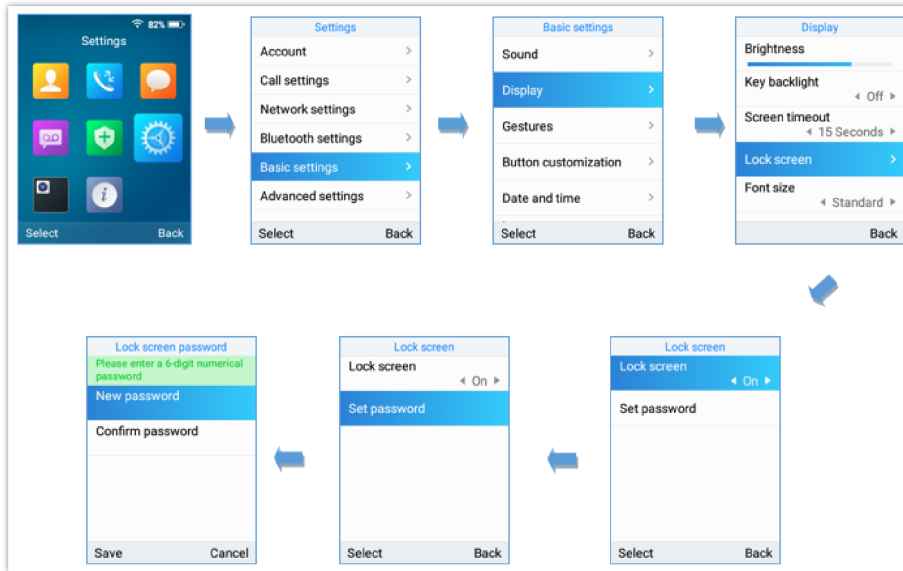 82%
Settings
Select Back
Settings
Account
Call settings
Network settings
Bluetooth settings
Basic settings
Advanced settings
Select Back
Basic settings
Sound
Display
Gestures
Button customization
Date and time
Select Back
Display
Brightness
Key backlight
Off
Screen timeout
15 Seconds
Lock screen
Font size
Standard
Back
Lock screen password
Please enter a 6-digit numerical
password
New password
Confirm password
Save Cancel
Lock screen
Lock screen
On
Set password
Select Back
Lock screen
Lock screen
On
Set password
Select Back